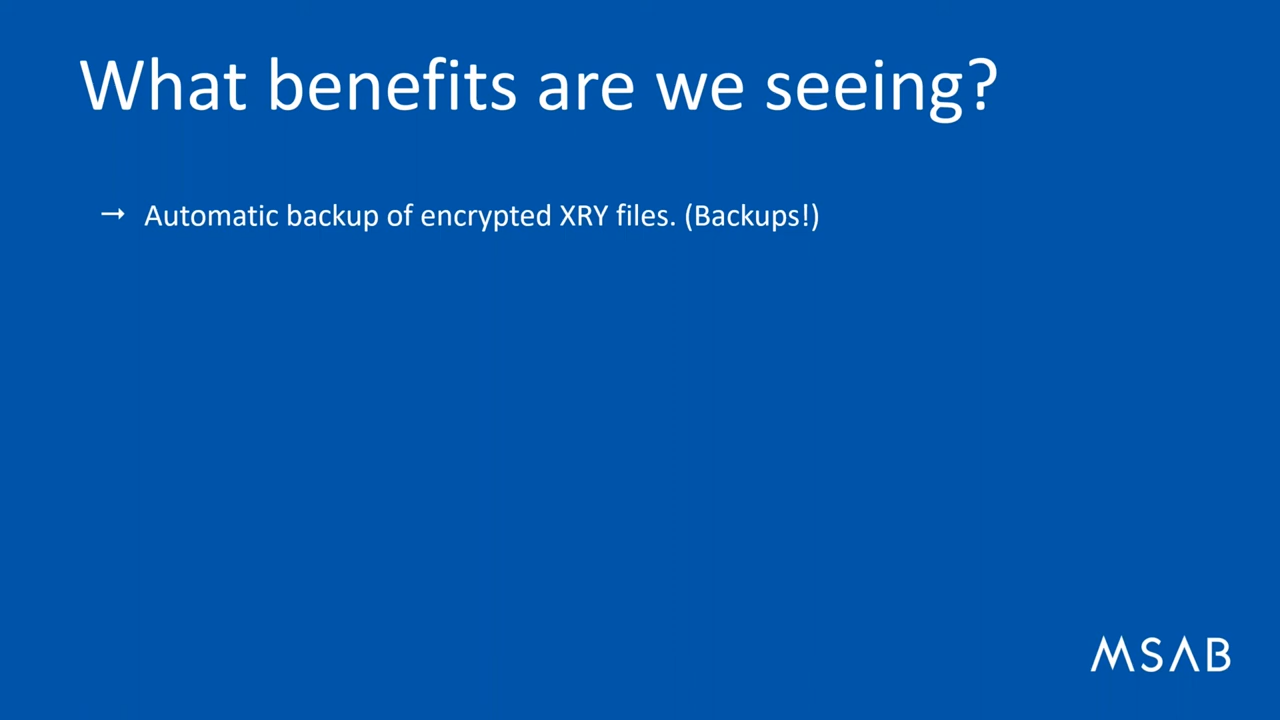 What benefits are we seeing?
→ Automatic backup of encrypted XRY files. (Backups!)
MSAB